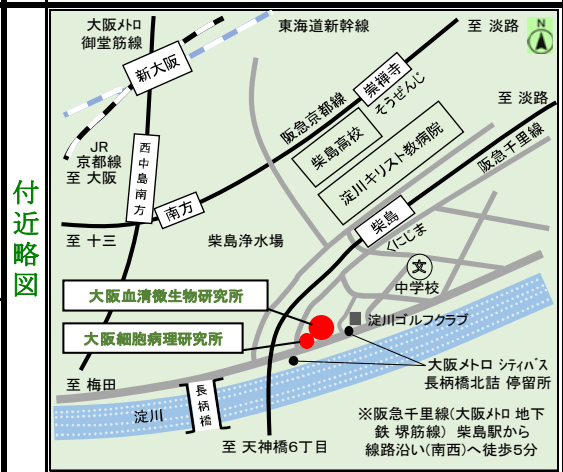 付近略図
大阪メトロ
御堂筋線
東海道新幹線
至 淡路
N
新大阪
崇禅寺
そうぜんじ
至 淡路
阪急京都線
柴島高校
JR
京都線
至 大阪
西中島南方
淀川キリスト教病院
阪急千里線
南方
柴島
くにじま
至 十三
柴島浄水場
文
中学校
大阪血清微生物研究所
淀川ゴルフクラブ
大阪細胞病理研究所
大阪メトロ シティバス
長柄橋北詰 停留所
至 梅田
長柄橋
淀川
※阪急千里線(大阪メトロ 地下
鉄 堺筋線) 柴島駅から
線路沿い(南西)へ徒歩5分
至 天神橋6丁目